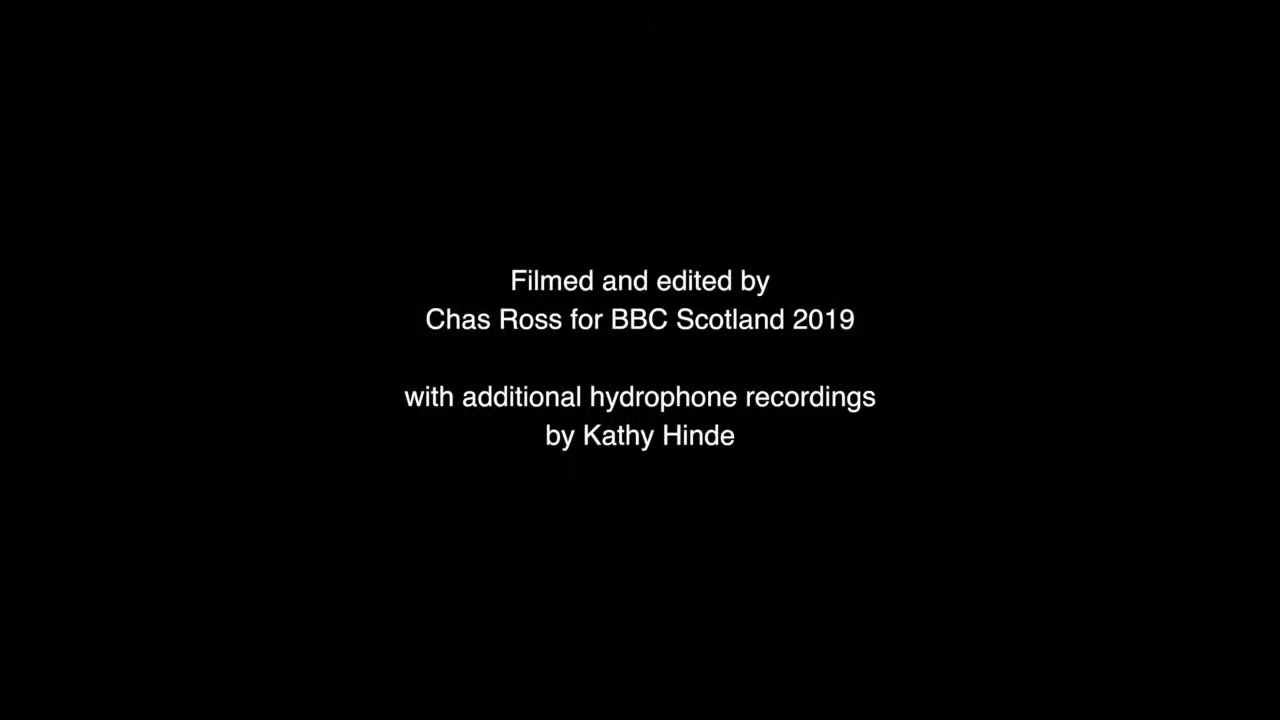 Filmed and edited by
Chas Ross for BBC Scotland 2019
with additional hydrophone recordings
by Kathy Hinde